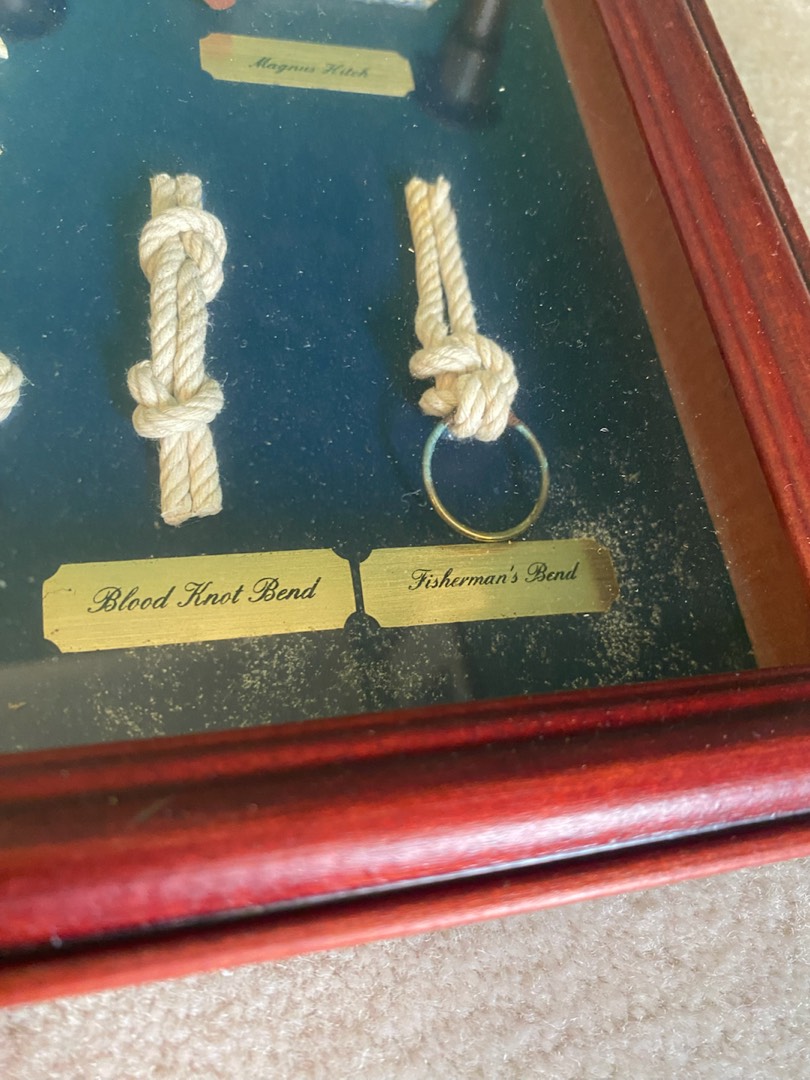 Magnus Hitch
Blood Knot Bend
Fisherman's Bend